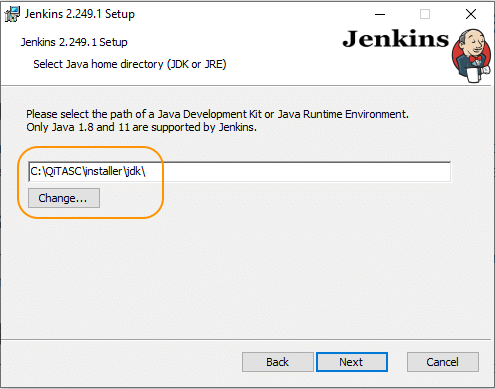 Jenkins 2.249.1 Setup
Jenkins 2.249.1 Setup
Jenkins
Select Java home directory (JDK or JRE)
Please select the path of a Java Development Kit or Java Runtime Environment.
Only Java 1.8 and 11 are supported by Jenkins.
C:\QiTASC\installer\jdk\
Change...
Back
Next
Cancel